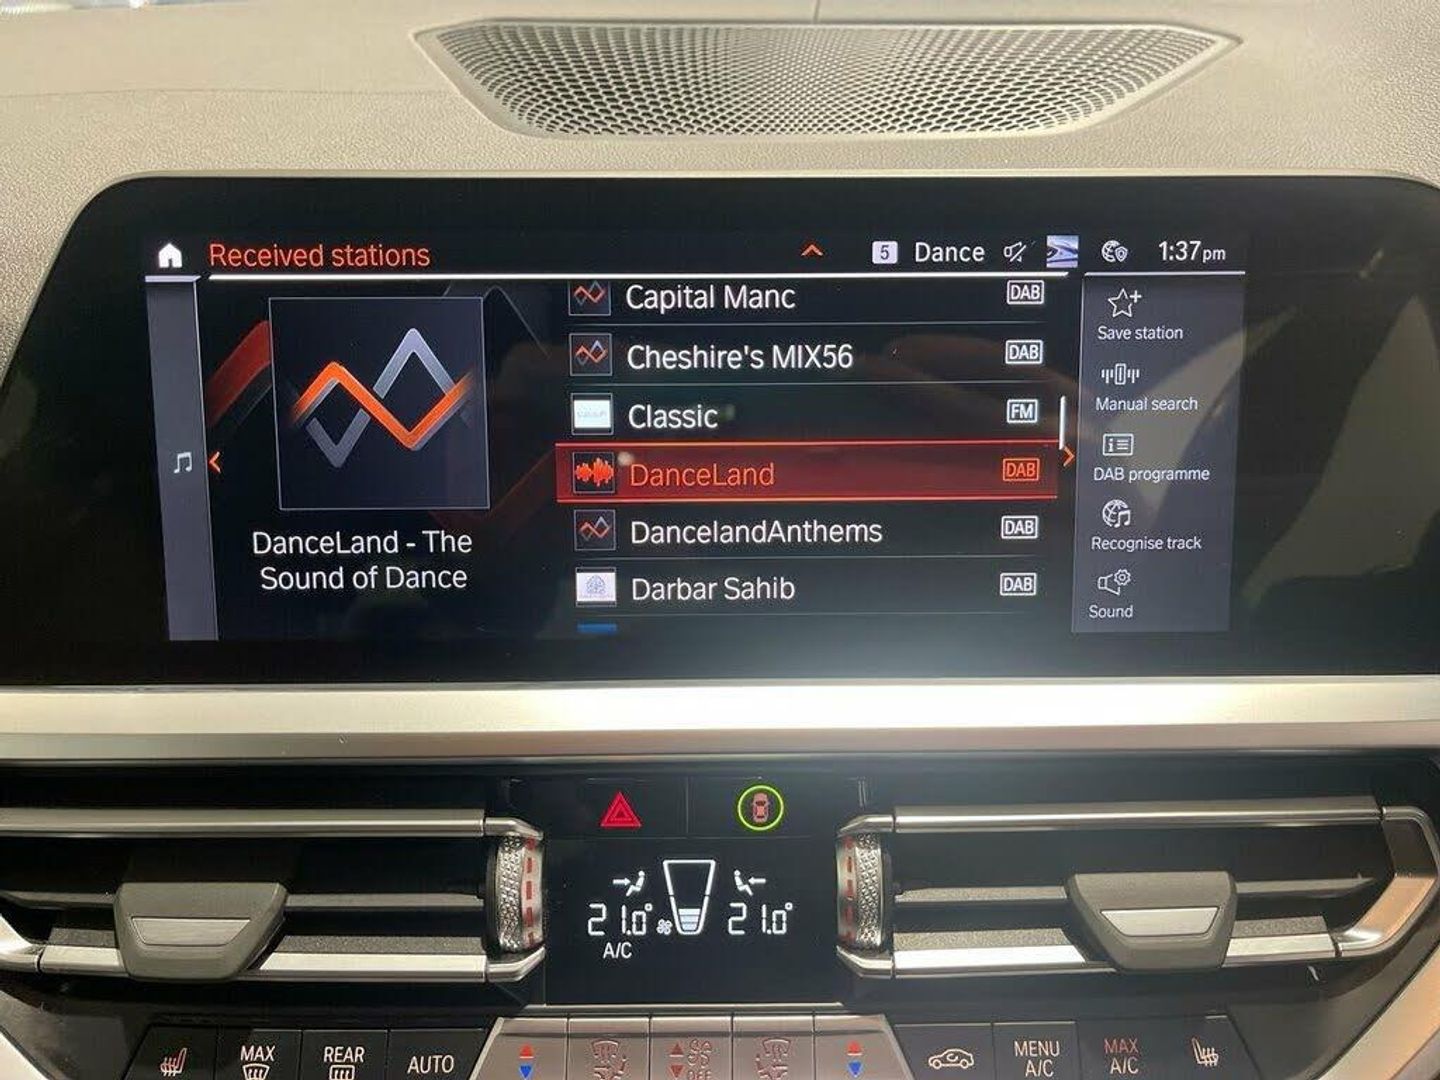 Received stations
5 Dance 1:37pm
Capital Manc DAB
Cheshire's MIX56 DAB
Classic FM
DanceLand DAB
DancelandAnthems DAB
Darbar Sahib DAB
DanceLand - The
Sound of Dance
Save station
Manual search
DAB programme
Recognise track
Sound
21.0° 21.0°
A/C
MAX
REAR
AUTO
OFF
MENU
A/C
MAX
A/C